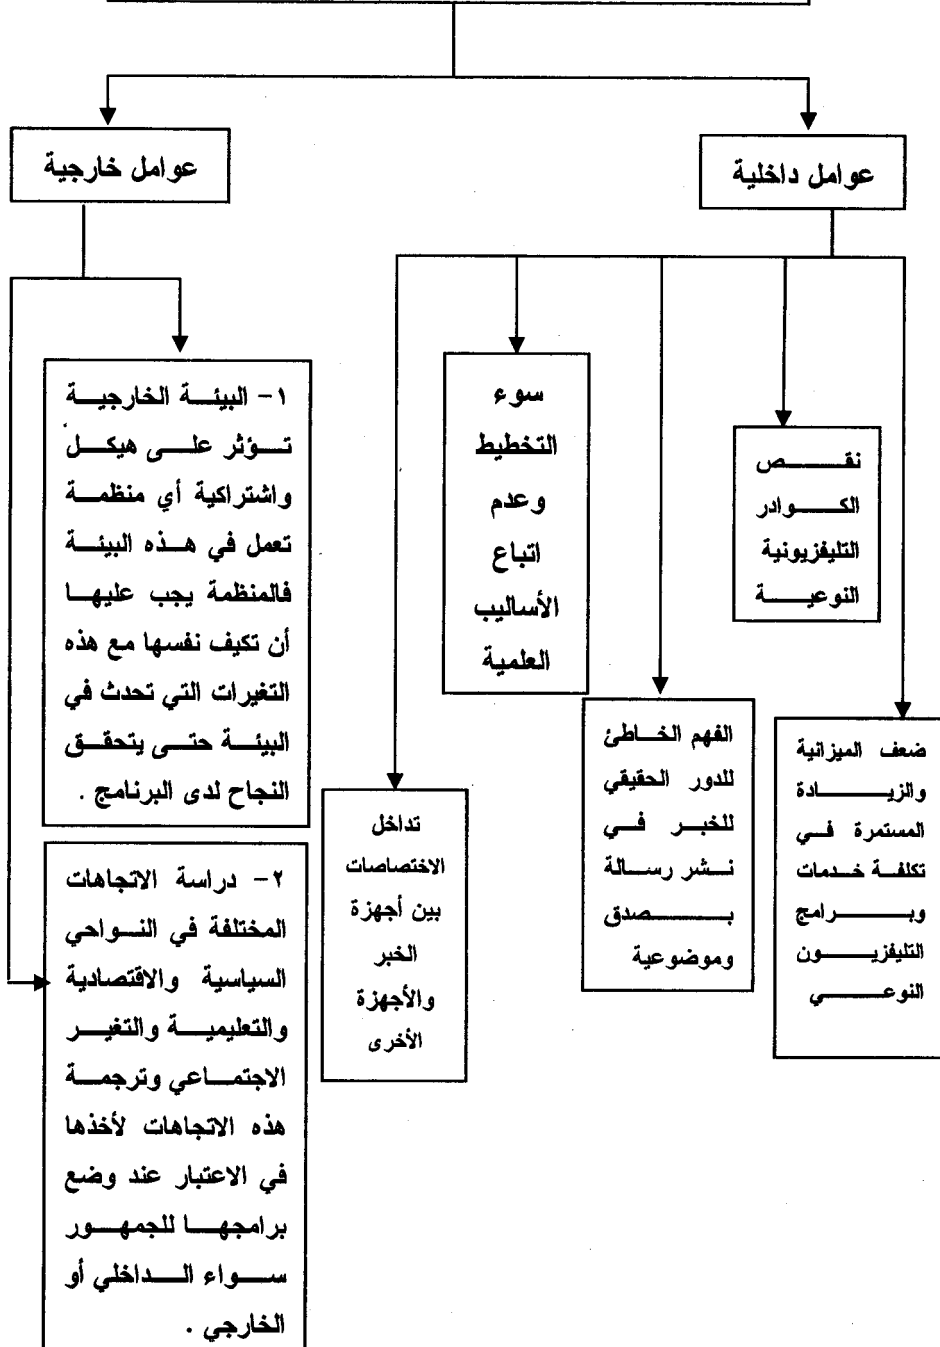 عوامل داخلية
عوامل خارجية
ضعف الميزانية
والزيادة
المستمرة في
تكلفة خدمات
وبرامج
التليفزيون
النوعي
نقص
الكوادر
التليفزيونية
النوعية
الفهم الخاطئ
للدور الحقيقي
للخبر في
نشر رسالة
بصدق
وموضوعية
سوء
التخطيط
وعدم
اتباع
الأساليب
العلمية
تداخل
الاختصاصات
بين أجهزة
الخبر
والأجهزة
الأخرى
١- البيئة الخارجية
تؤثر على هيكل
واشتراكية أي منظمة
تعمل في هذه البيئة
فالمنظمة يجب عليها
أن تكيف نفسها مع هذه
التغيرات التي تحدث في
البيئة حتى يتحقق
النجاح لدى البرنامج .
٢- دراسة الاتجاهات
المختلفة في النواحي
السياسية والاقتصادية
والتعليمية والتغير
الاجتماعي وترجمة
هذه الاتجاهات لأخذها
في الاعتبار عند وضع
برامجها للجمهور
سواء الداخلي أو
الخارجي .